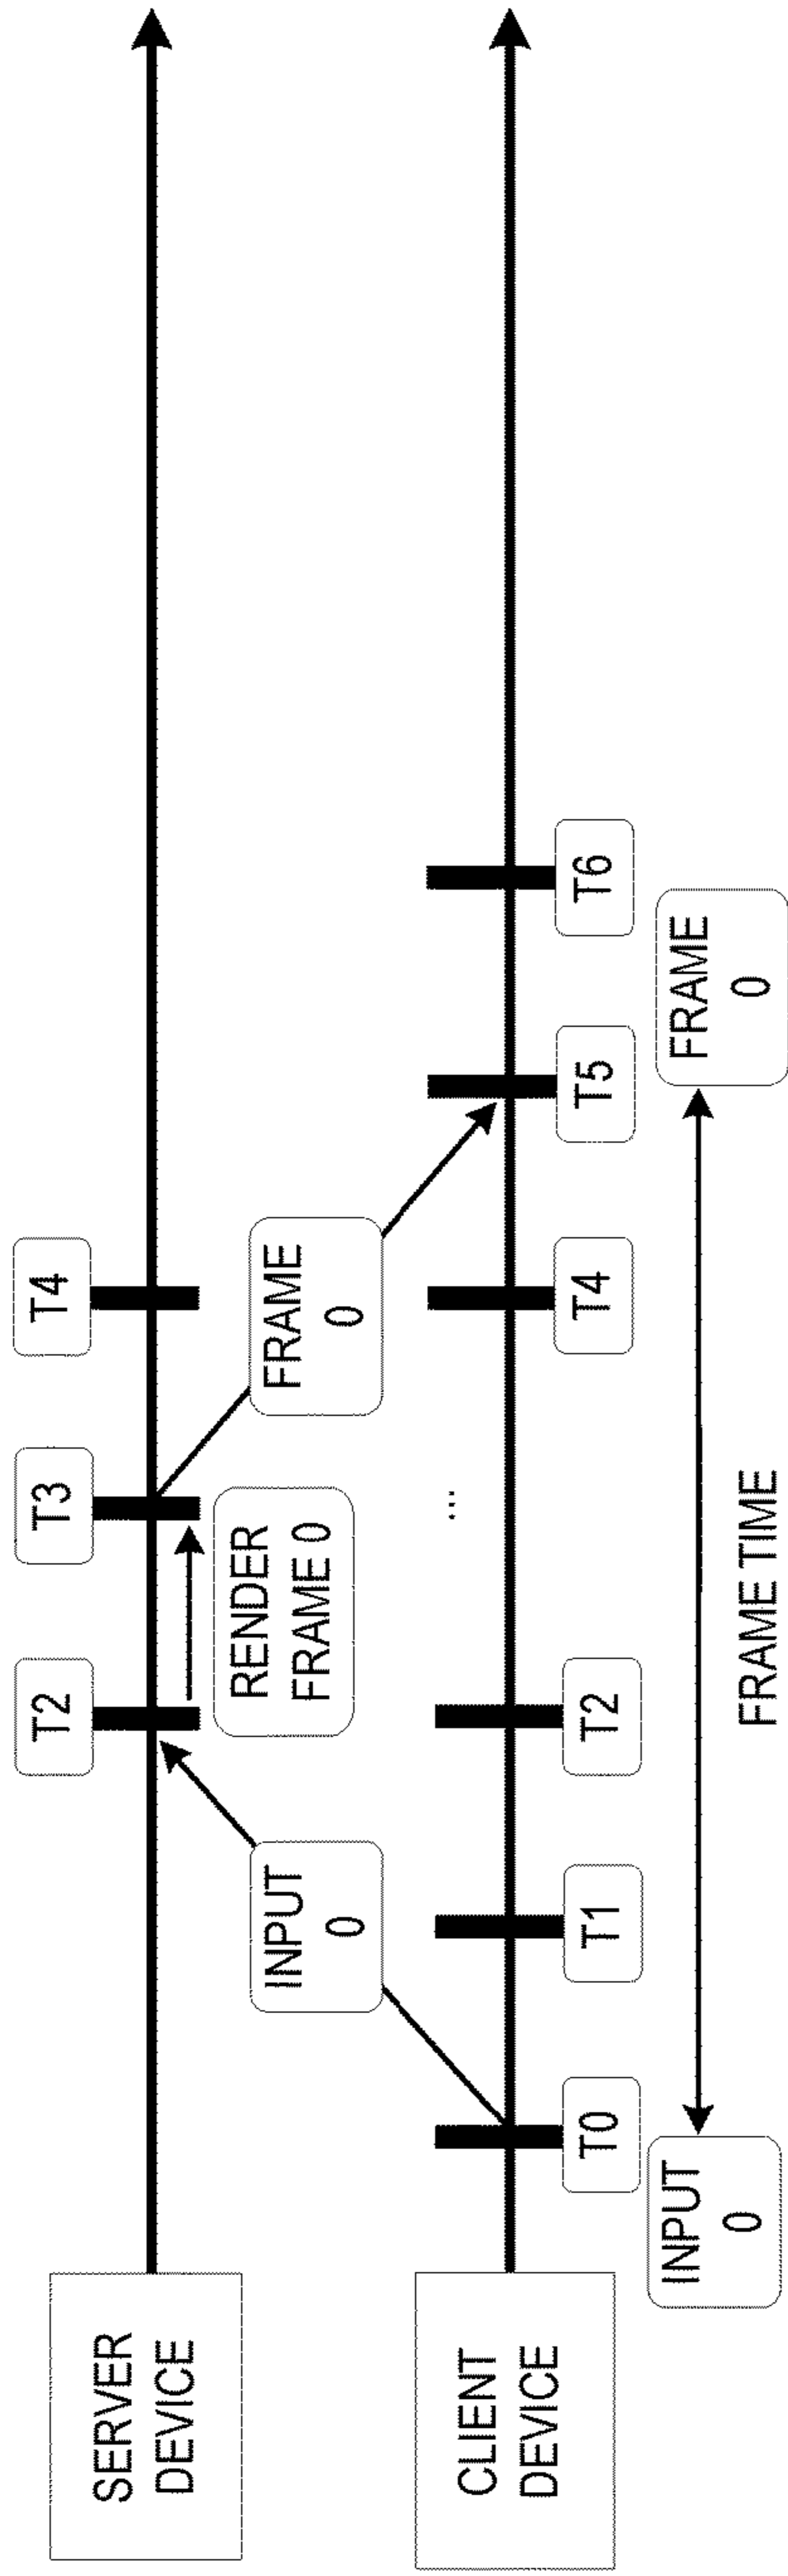 SERVER
DEVICE
T2
T3
T4
RENDER
FRAME 0
INPUT
0
FRAME
0
...
CLIENT
DEVICE
T0
T1
T2
T4
T5
T6
INPUT
0
FRAME
0
FRAME TIME